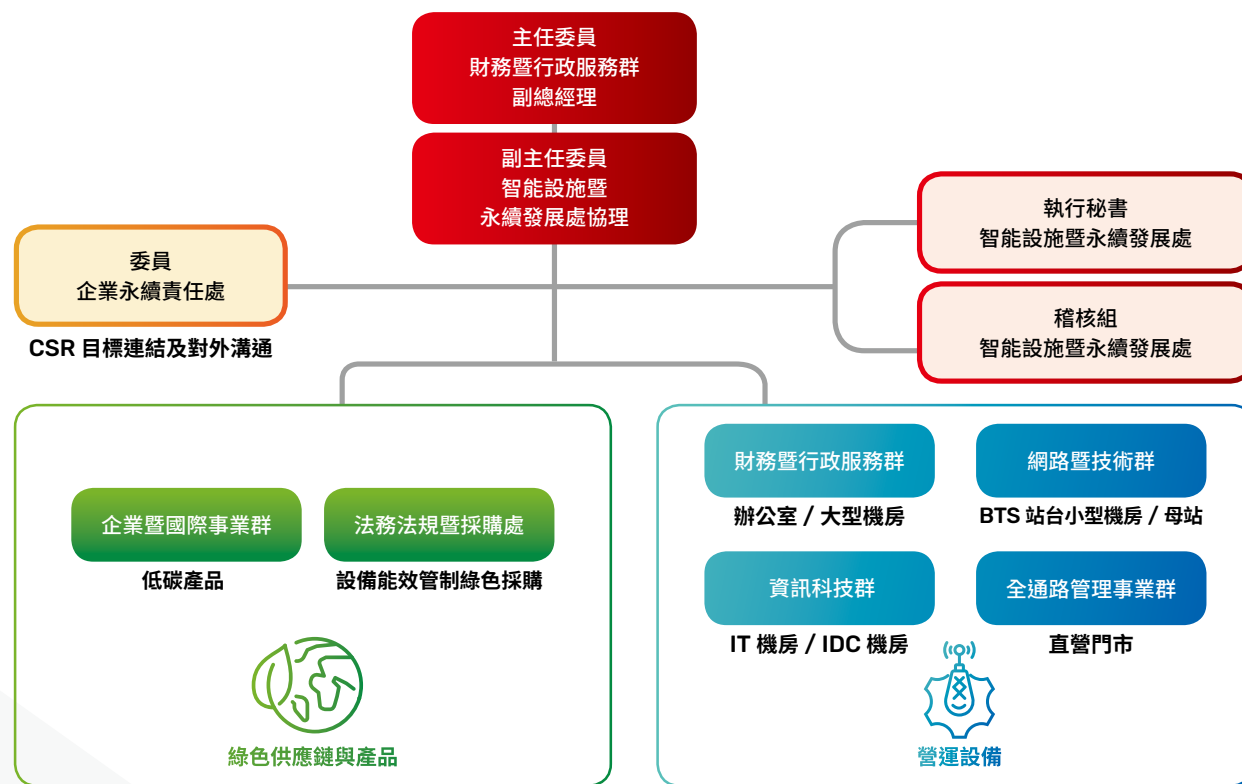 主任委員
財務暨行政服務群
副總經理
副主任委員
智能設施暨
永續發展處協理
委員
企業永續責任處
CSR 目標連結及對外溝通
執行秘書
智能設施暨永續發展處
稽核組
智能設施暨永續發展處
企業暨國際事業群
低碳產品
法務法規暨採購處
設備能效管制綠色採購
綠色供應鏈與產品
財務暨行政服務群
辦公室 / 大型機房
網路暨技術群
BTS 站台小型機房 / 母站
資訊科技群
IT 機房 / IDC 機房
全通路管理事業群
直營門市
營運設備